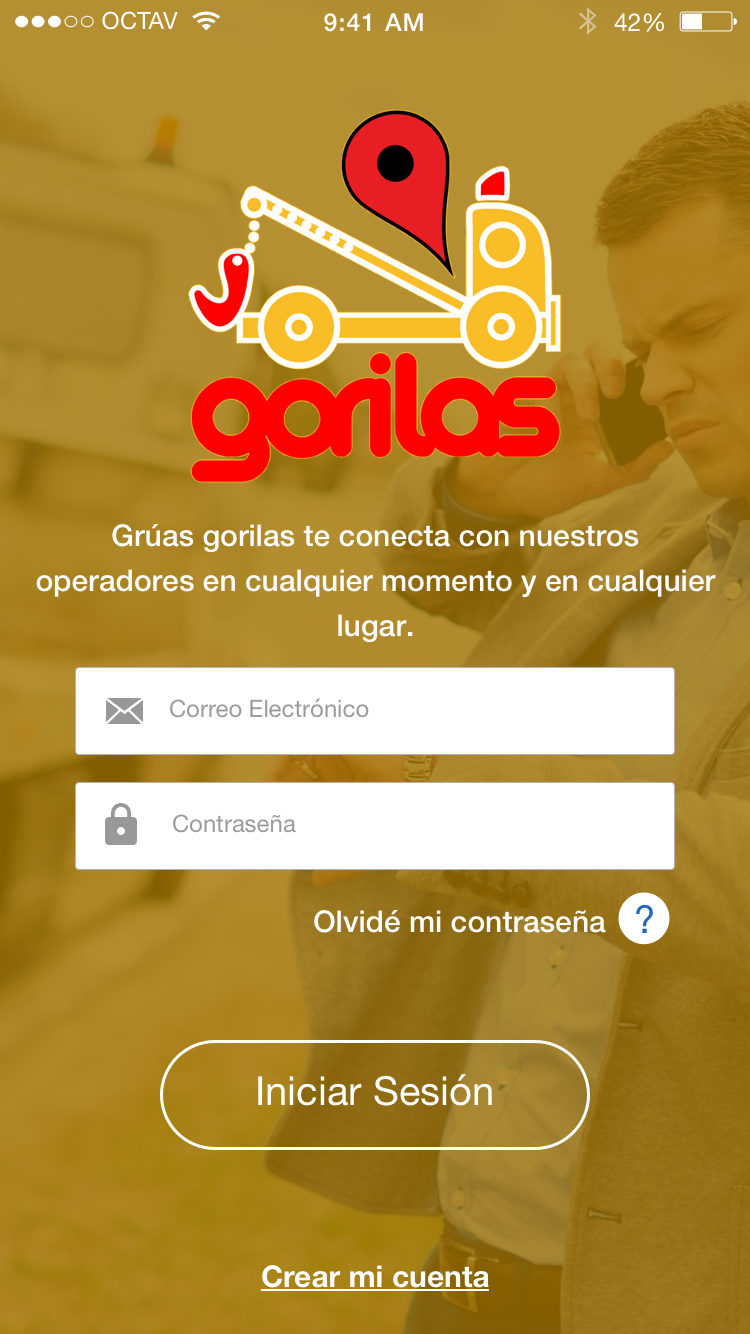 OCTAV 9:41 AM 42%
gorilas
Grúas gorilas te conecta con nuestros
operadores en cualquier momento y en cualquier
lugar.
Correo Electrónico
Contraseña
Olvidé mi contraseña ?
Iniciar Sesión
Crear mi cuenta